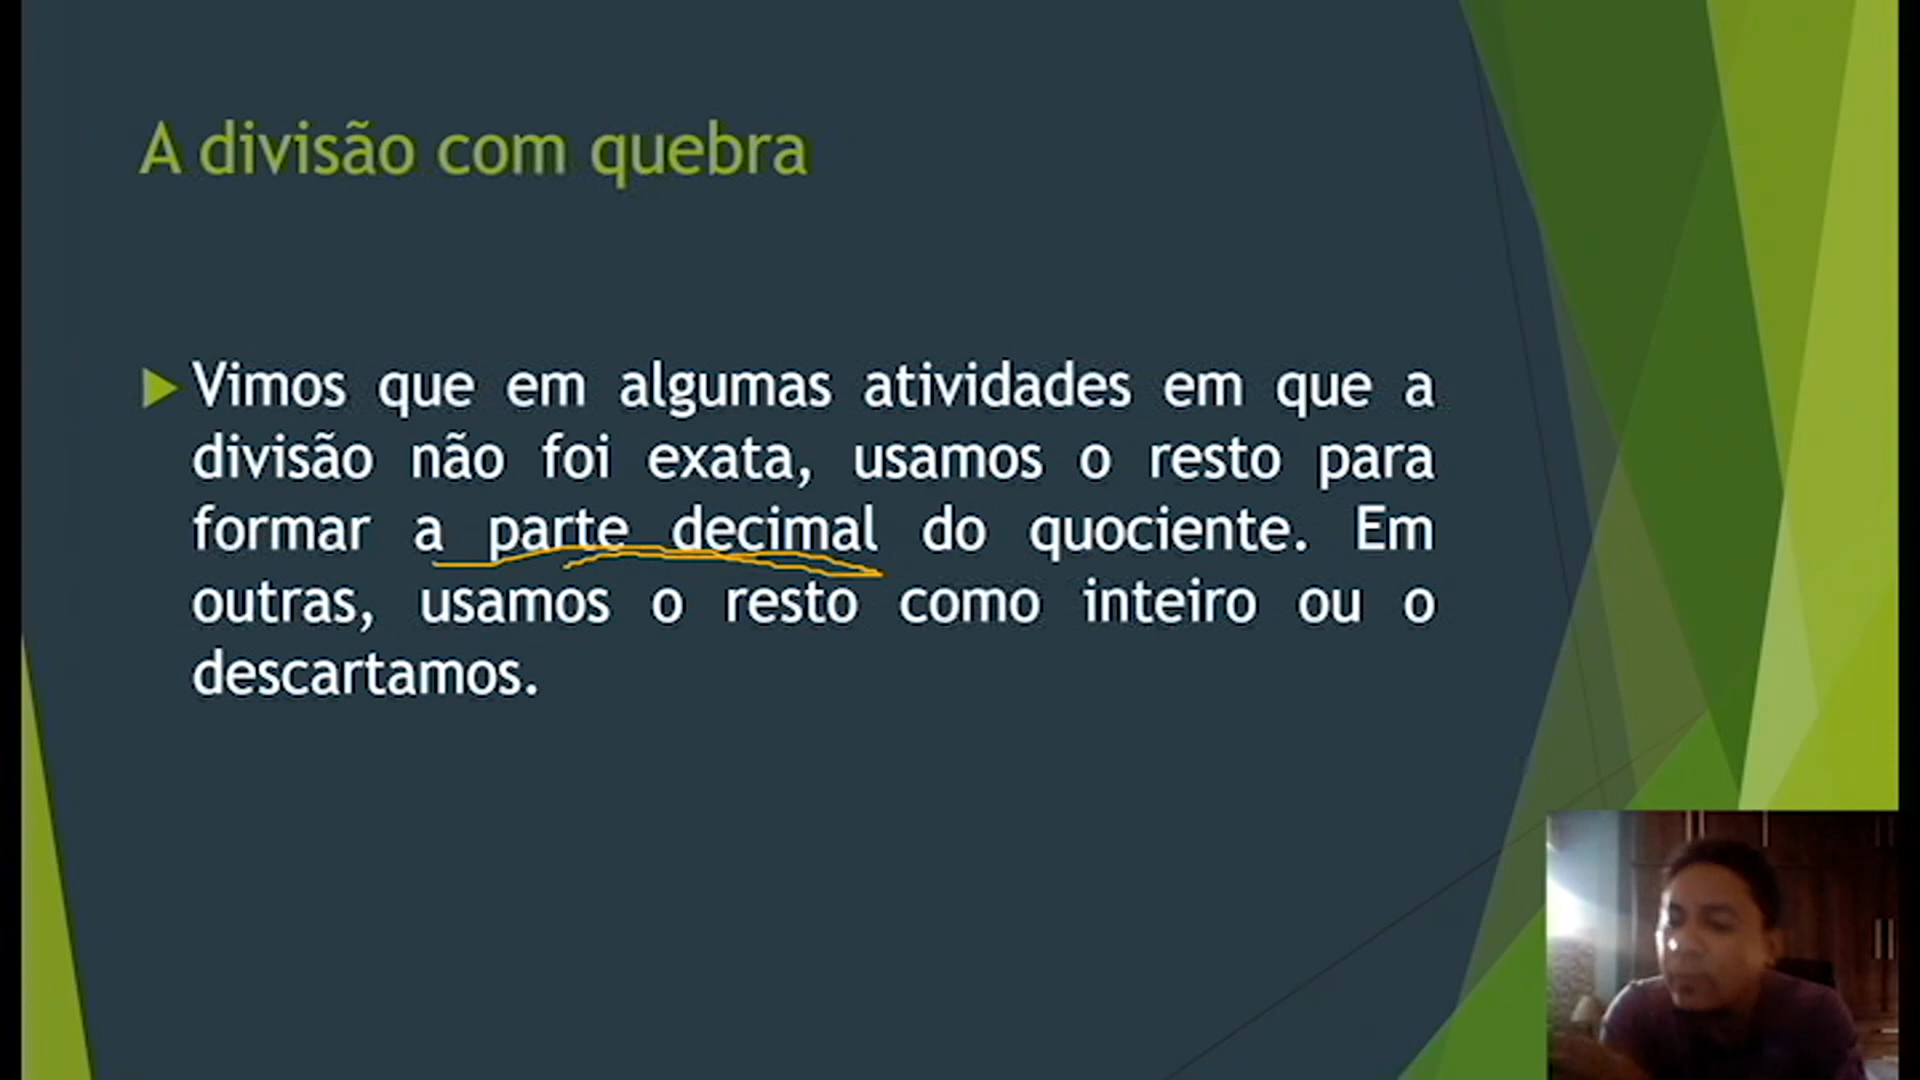 A divisão com quebra
Vimos que em algumas atividades em que a
divisão não foi exata, usamos o resto para
formar a parte decimal do quociente. Em
outras, usamos o resto como inteiro ou o
descartamos.